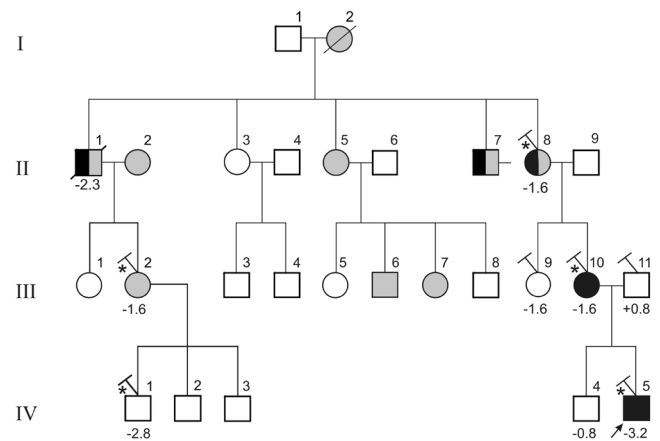 I 1 2
II 1 2 3 4 5 6 7 * 8 9
-2.3 -1.6
III 1 * 2 3 4 5 6 7 8 9 * 10 11
-1.6 -1.6 -1.6 +0.8
IV * 1 2 3 4 * 5
-2.8 -0.8 -3.2